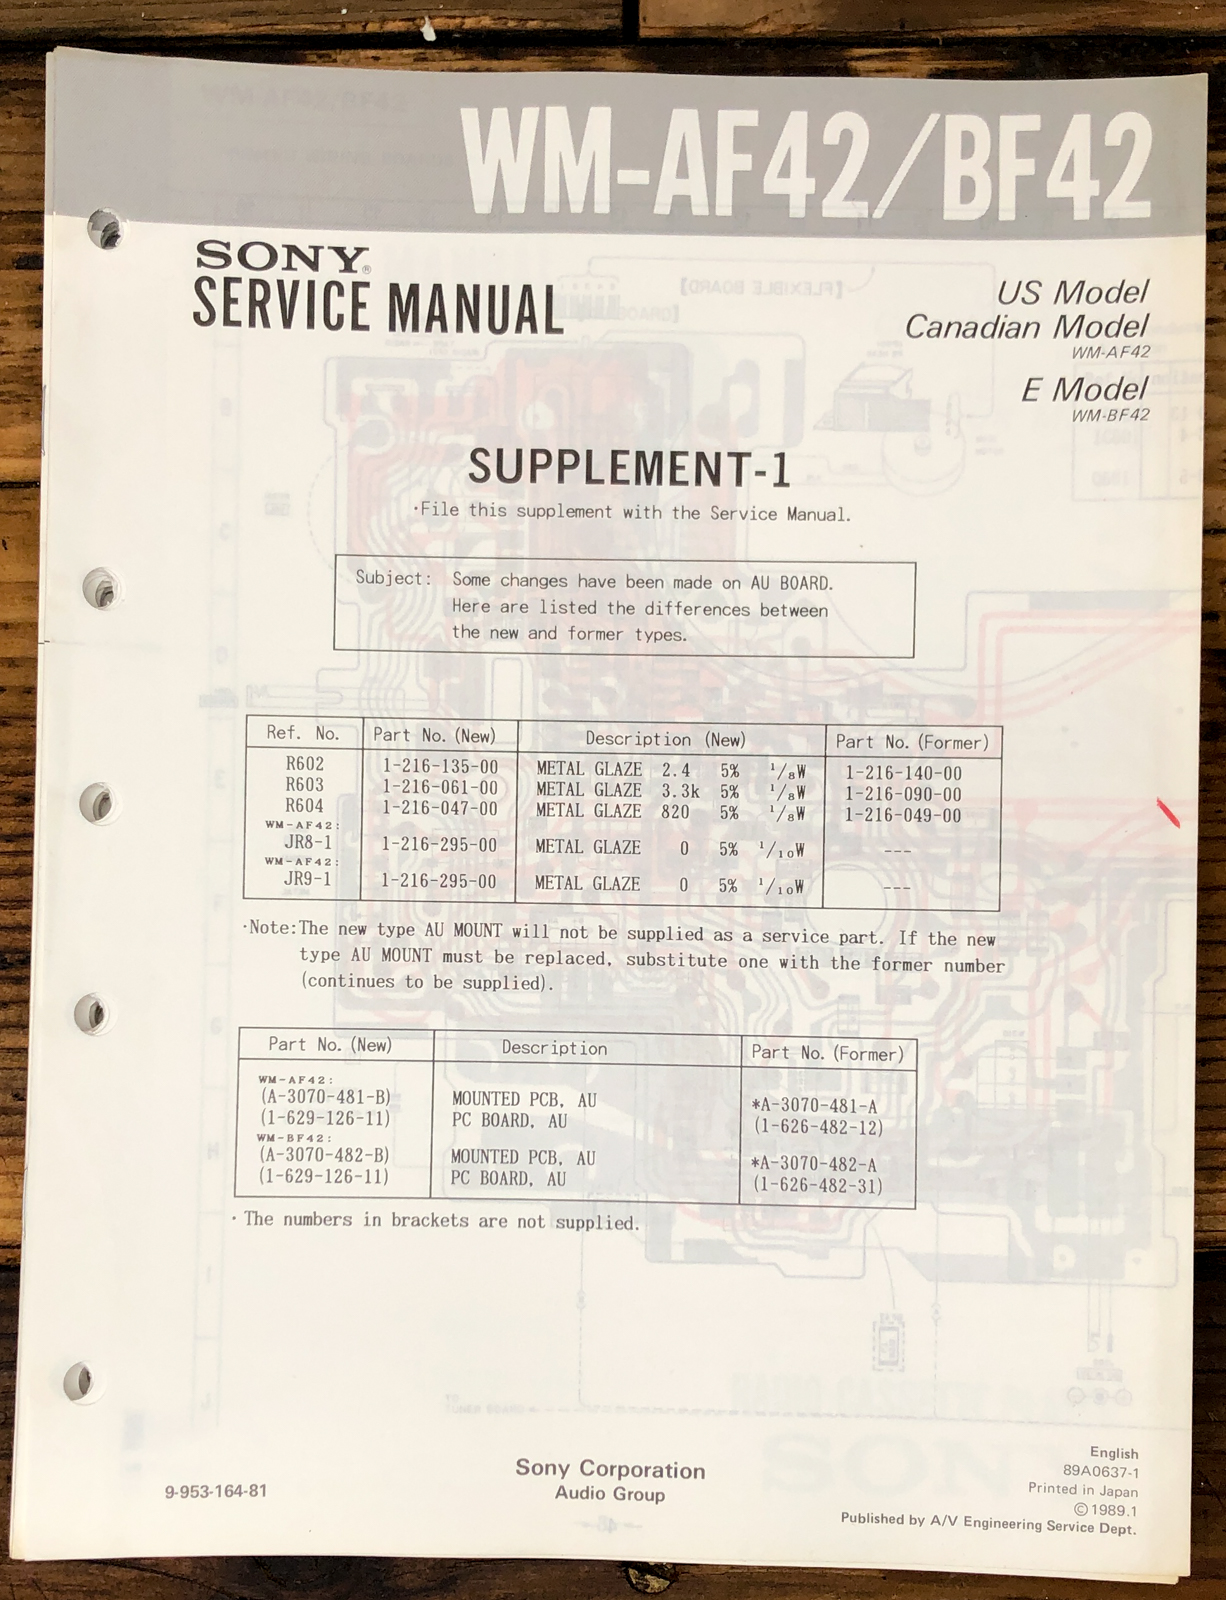 WM-AF42/BF42
SONY®
SERVICE MANUAL
US Model
Canadian Model
WM-AF42
E Model
WM-BF42
SUPPLEMENT-1
·File this supplement with the Service Manual.
Subject: Some changes have been made on AU BOARD.
Here are listed the differences between
the new and former types.
Ref. No. Part No. (New) Description (New) Part No. (Former)
R602 1-216-135-00 METAL GLAZE 2.4 5% 1/8W 1-216-140-00
R603 1-216-061-00 METAL GLAZE 3.3k 5% 1/8W 1-216-090-00
R604 1-216-047-00 METAL GLAZE 820 5% 1/8W 1-216-049-00
WM-AF42:
JR8-1 1-216-295-00 METAL GLAZE 0 5% 1/10W ---
WM-AF42:
JR9-1 1-216-295-00 METAL GLAZE 0 5% 1/10W ---
·Note:The new type AU MOUNT will not be supplied as a service part. If the new
type AU MOUNT must be replaced, substitute one with the former number
(continues to be supplied).
Part No. (New) Description Part No. (Former)
WM-AF42:
(A-3070-481-B) MOUNTED PCB, AU *A-3070-481-A
(1-629-126-11) PC BOARD, AU (1-626-482-12)
WM-BF42:
(A-3070-482-B) MOUNTED PCB, AU *A-3070-482-A
(1-629-126-11) PC BOARD, AU (1-626-482-31)
· The numbers in brackets are not supplied.
9-953-164-81
Sony Corporation
Audio Group
English
89A0637-1
Printed in Japan
©1989.1
Published by A/V Engineering Service Dept.